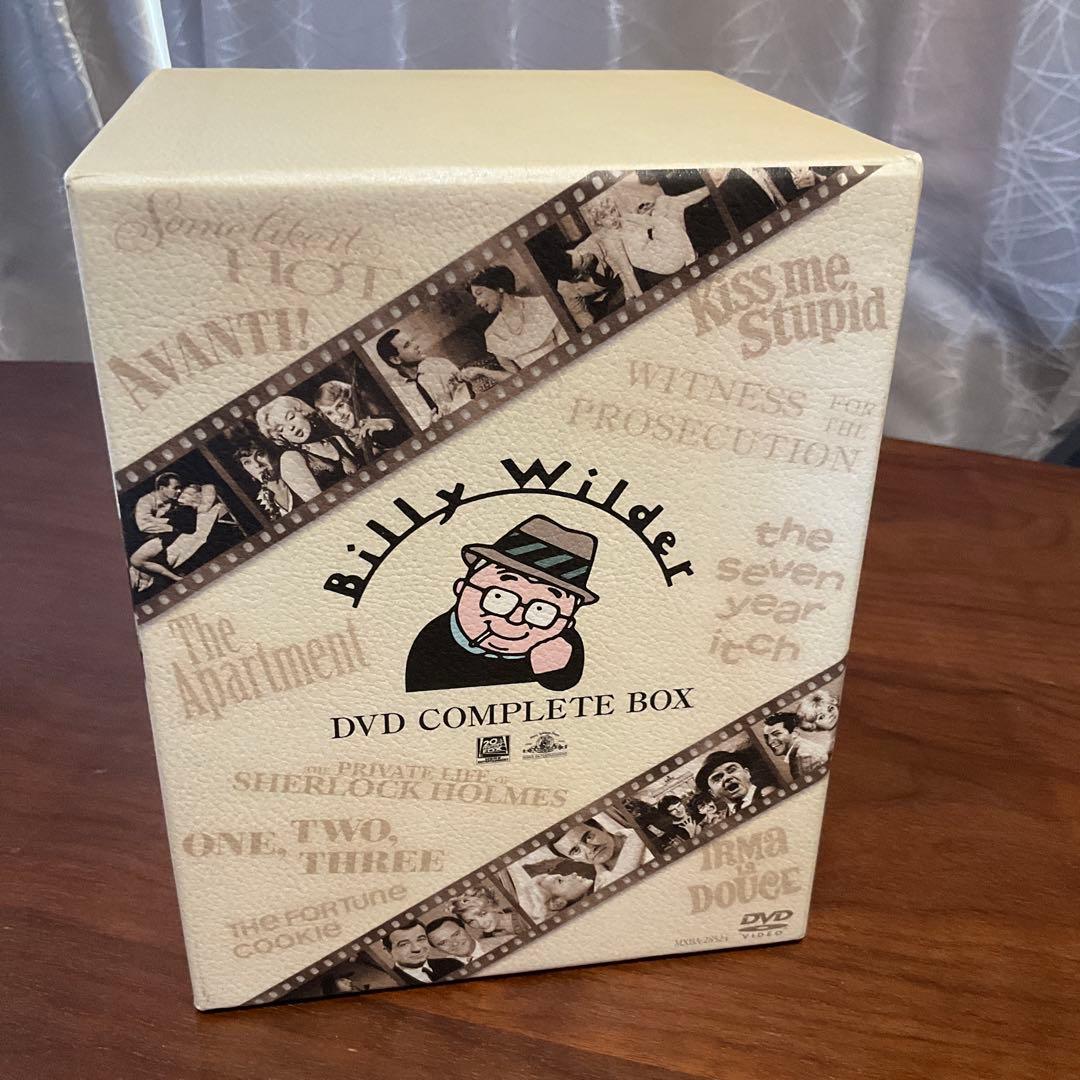 Some like it
HOT
AVANTI!
Kiss me,
Stupid
WITNESS FOR
THE
PROSECUTION
Billy Wilder
the
seven
year
itch
The
Apartment
DVD COMPLETE BOX
20
FOX
THE PRIVATE LIFE OF
SHERLOCK HOLMES
ONE, TWO,
THREE
THE FORTUNE
COOKIE
IRMA
LA
DOUCE
DVD
VIDEO